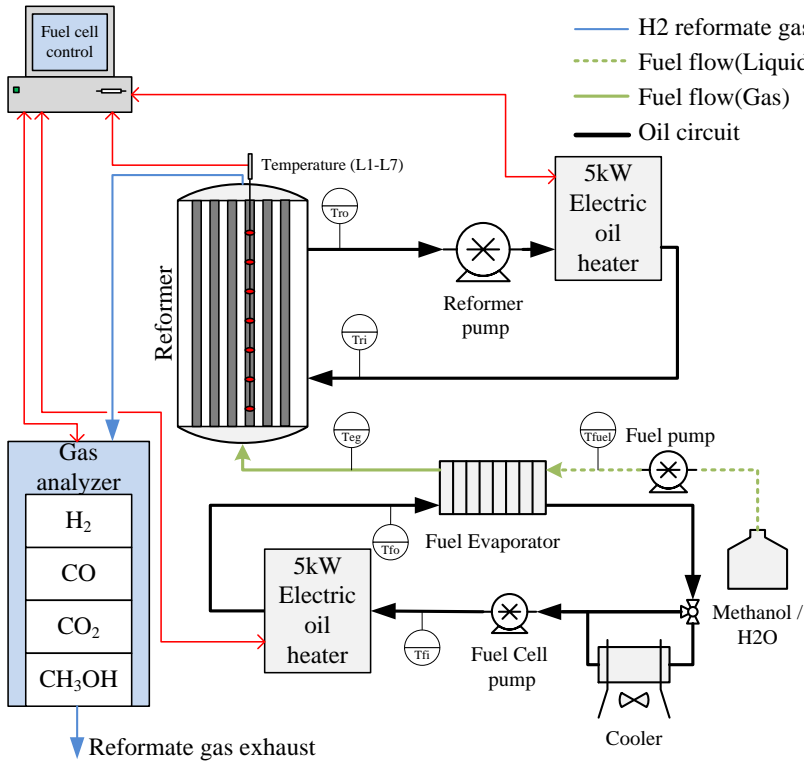 Fuel cell
control
H2 reformate gas
Fuel flow(Liquid
Fuel flow(Gas)
Oil circuit
Temperature (L1-L7)
Tro
5kW
Electric
oil
heater
Reformer
pump
Reformer
Tri
Teg
Tfuel
Fuel pump
Gas
analyzer
H₂
CO
CO₂
CH₃OH
Fuel Evaporator
Tfo
5kW
Electric
oil
heater
Tfi
Fuel Cell
pump
Methanol /
H2O
Cooler
Reformate gas exhaust